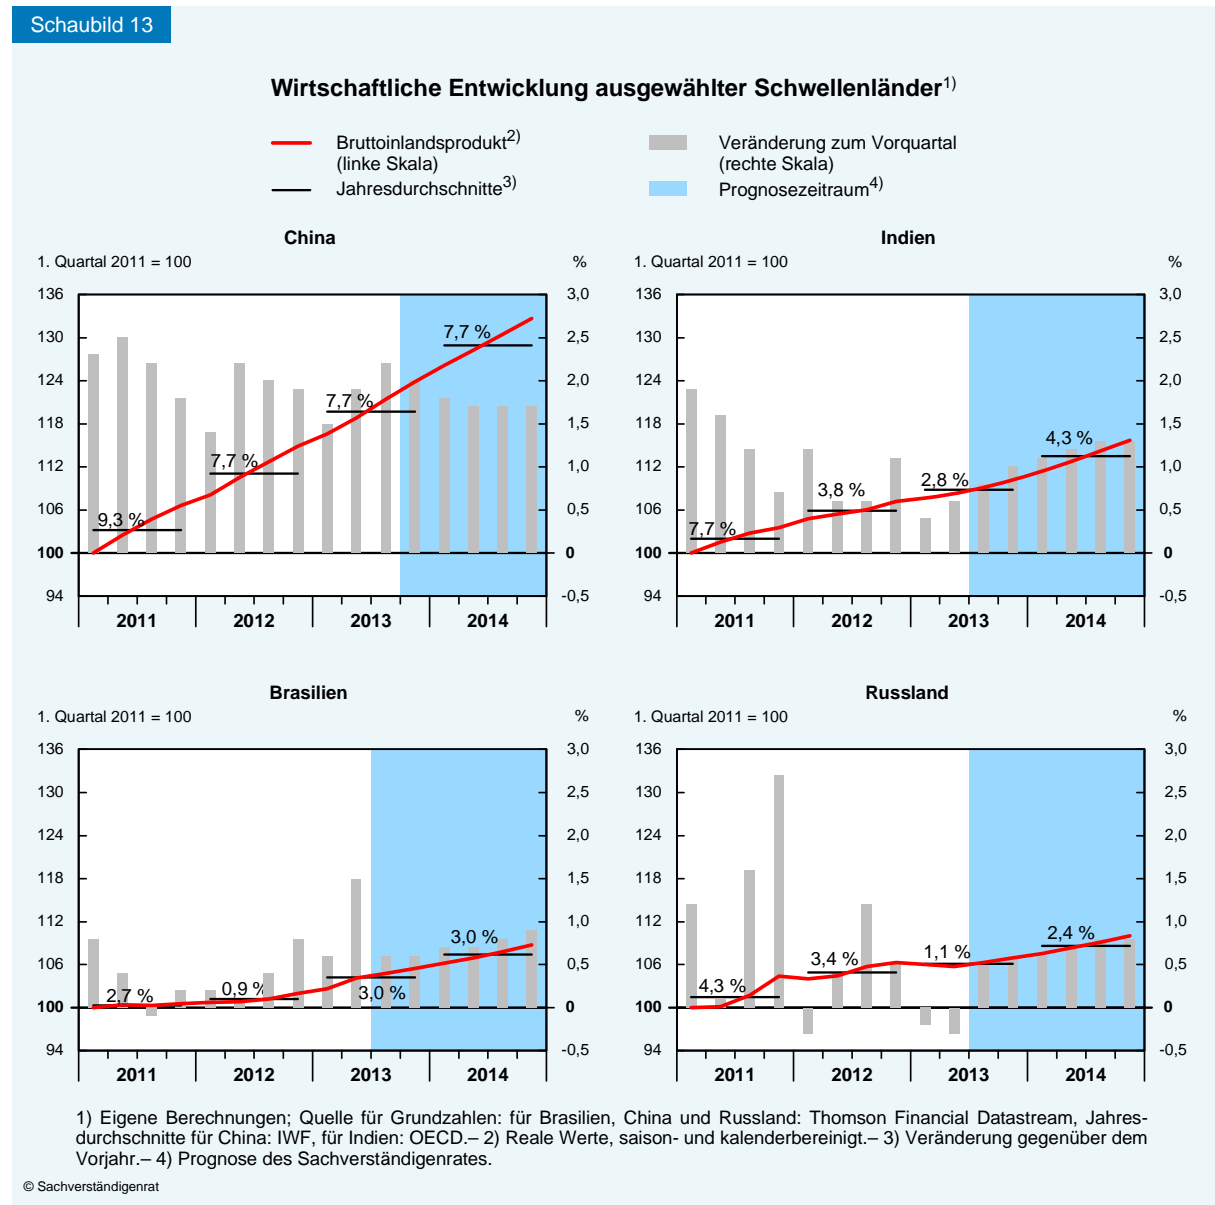 Schaubild 13
Wirtschaftliche Entwicklung ausgewählter Schwellenländer1)
Bruttoinlandsprodukt2)
(linke Skala)
Jahresdurchschnitte3)
Veränderung zum Vorquartal
(rechte Skala)
Prognosezeitraum4)
China
1. Quartal 2011 = 100 %
136 3,0
130 2,5
124 2,0
118 1,5
112 1,0
106 0,5
100 0
94 -0,5
9,3 %
7,7 %
7,7 %
7,7 %
2011 2012 2013 2014
Indien
1. Quartal 2011 = 100 %
136 3,0
130 2,5
124 2,0
118 1,5
112 1,0
106 0,5
100 0
94 -0,5
7,7 %
3,8 %
2,8 %
4,3 %
2011 2012 2013 2014
Brasilien
1. Quartal 2011 = 100 %
136 3,0
130 2,5
124 2,0
118 1,5
112 1,0
106 0,5
100 0
94 -0,5
2,7 %
0,9 %
3,0 %
3,0 %
2011 2012 2013 2014
Russland
1. Quartal 2011 = 100 %
136 3,0
130 2,5
124 2,0
118 1,5
112 1,0
106 0,5
100 0
94 -0,5
4,3 %
3,4 %
1,1 %
2,4 %
2011 2012 2013 2014
1) Eigene Berechnungen; Quelle für Grundzahlen: für Brasilien, China und Russland: Thomson Financial Datastream, Jahres-
durchschnitte für China: IWF, für Indien: OECD.– 2) Reale Werte, saison- und kalenderbereinigt.– 3) Veränderung gegenüber dem
Vorjahr.– 4) Prognose des Sachverständigenrates.
© Sachverständigenrat